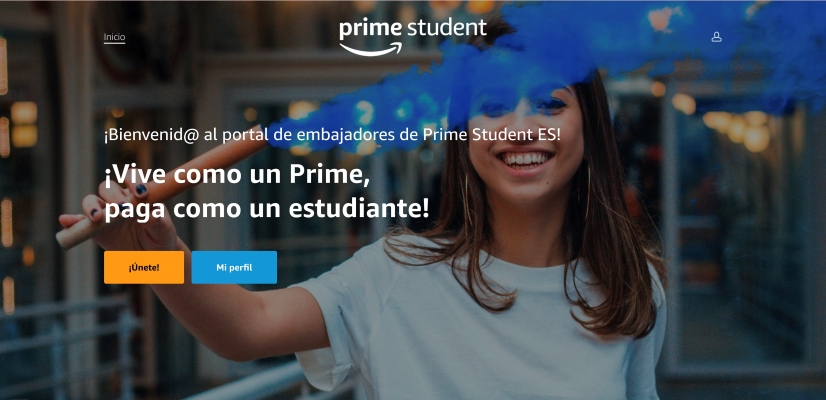 Inicio
prime student
¡Bienvenid@ al portal de embajadores de Prime Student ES!
¡Vive como un Prime,
paga como un estudiante!
¡Únete!
Mi perfil